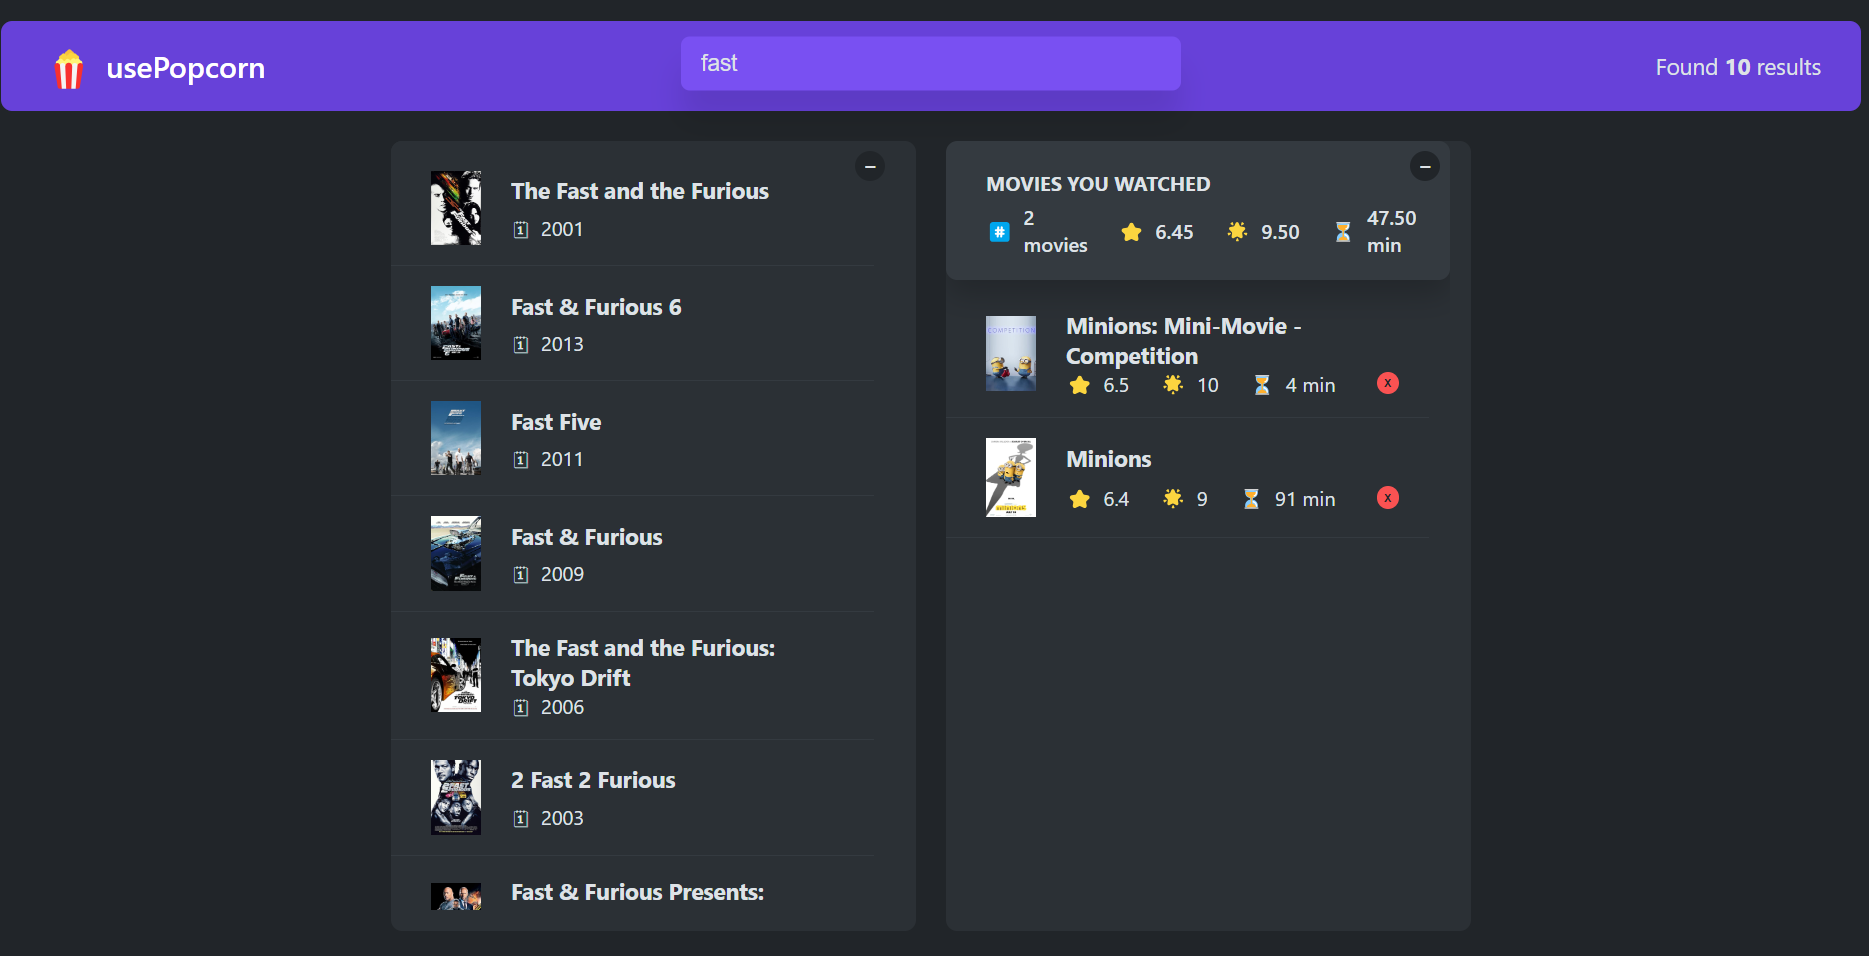 usePopcorn
fast
Found 10 results
The Fast and the Furious
2001
Fast & Furious 6
2013
Fast Five
2011
Fast & Furious
2009
The Fast and the Furious:
Tokyo Drift
2006
2 Fast 2 Furious
2003
Fast & Furious Presents:
MOVIES YOU WATCHED
# 2
movies
6.45
9.50
47.50
min
COMPETITION
Minions: Mini-Movie -
Competition
6.5 10 4 min x
Minions
6.4 9 91 min x